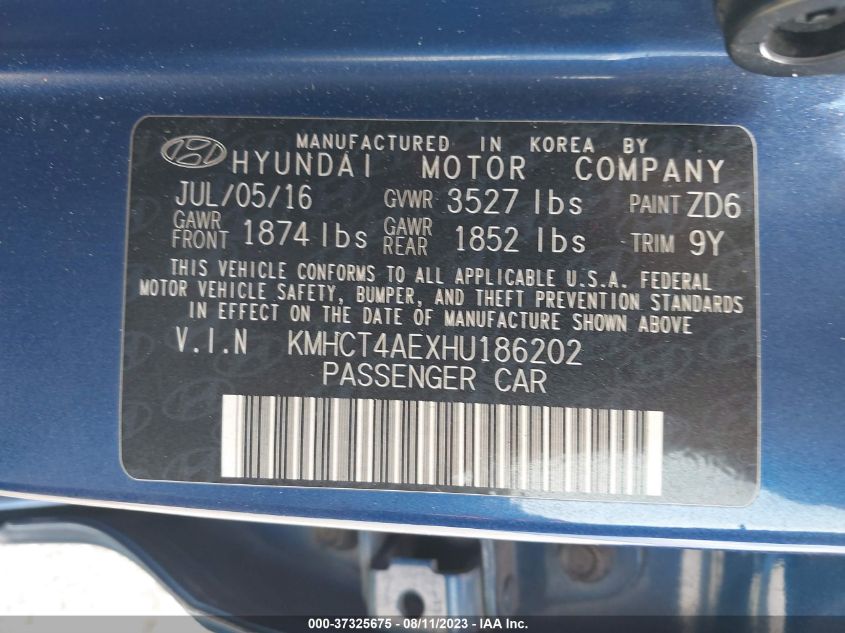 MANUFACTURED IN KOREA BY
HYUNDAI MOTOR COMPANY
JUL/05/16 GVWR 3527 lbs PAINT ZD6
GAWR FRONT 1874 lbs GAWR REAR 1852 lbs TRIM 9Y
THIS VEHICLE CONFORMS TO ALL APPLICABLE U.S.A. FEDERAL
MOTOR VEHICLE SAFETY, BUMPER, AND THEFT PREVENTION STANDARDS
IN EFFECT ON THE DATE OF MANUFACTURE SHOWN ABOVE
V.I.N KMHCT4AEXHU186202
PASSENGER CAR
000-37325675 - 08/11/2023 - IAA Inc.